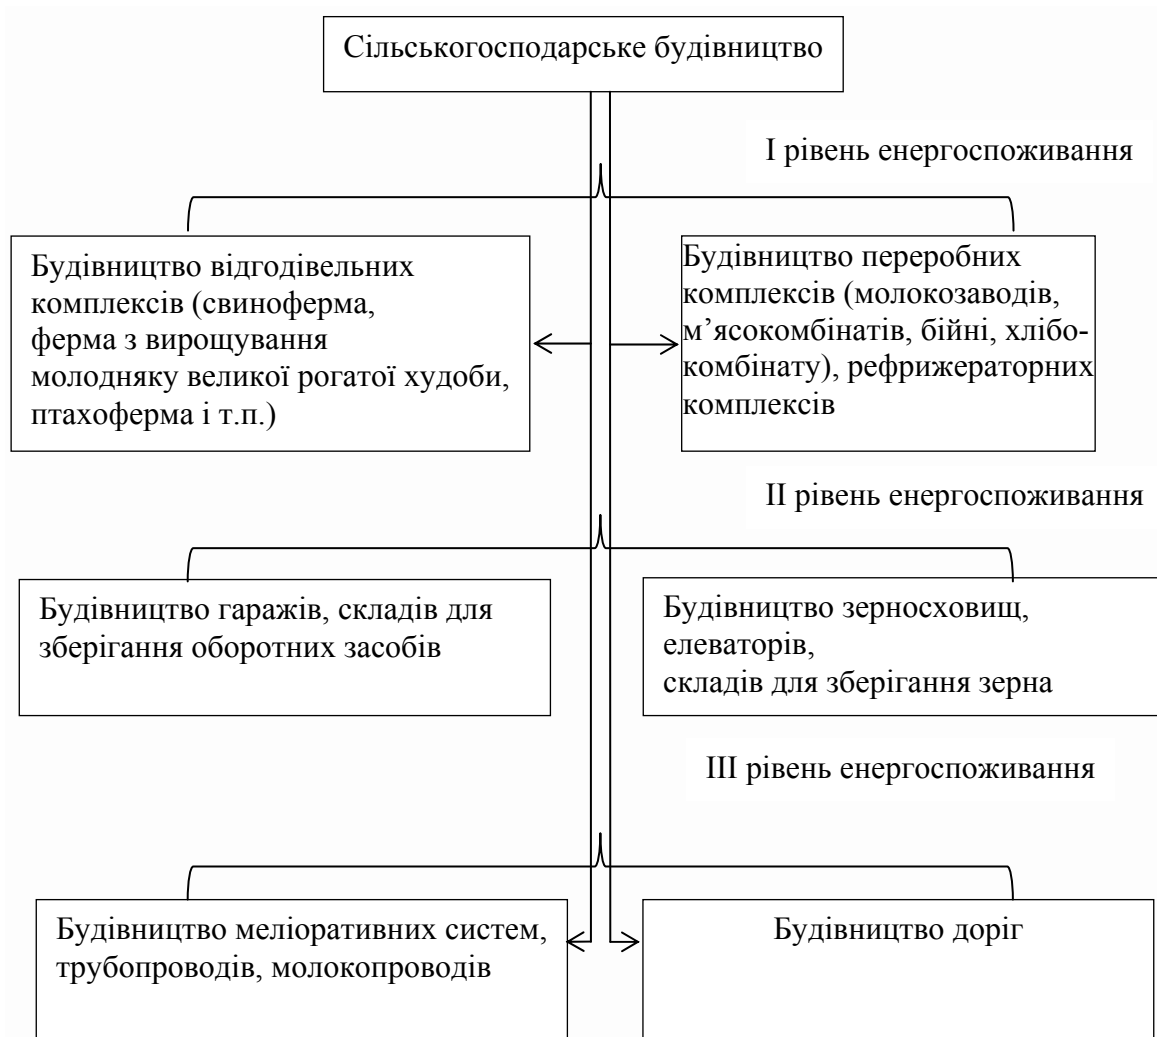 Сільськогосподарське будівництво
І рівень енергоспоживання
Будівництво відгодівельних
комплексів (свиноферма,
ферма з вирощування
молодняку великої рогатої худоби,
птахоферма і т.п.)
Будівництво переробних
комплексів (молокозаводів,
м’ясокомбінатів, бійні, хлібо-
комбінату), рефрижераторних
комплексів
ІІ рівень енергоспоживання
Будівництво гаражів, складів для
зберігання оборотних засобів
Будівництво зерносховищ,
елеваторів,
складів для зберігання зерна
ІІІ рівень енергоспоживання
Будівництво меліоративних систем,
трубопроводів, молокопроводів
Будівництво доріг